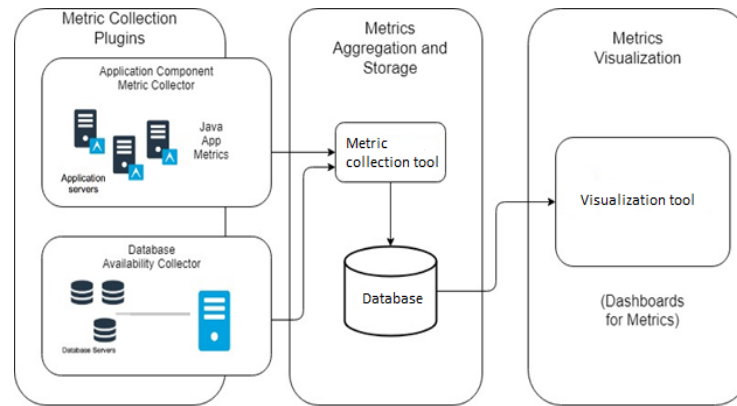 Metric Collection
Plugins
Application Component
Metric Collector
Java
App
Metrics
Application
servers
Database
Availability Collector
Database Servers
Metrics
Aggregation and
Storage
Metric
collection tool
Database
Metrics
Visualization
Visualization tool
(Dashboards
for Metrics)